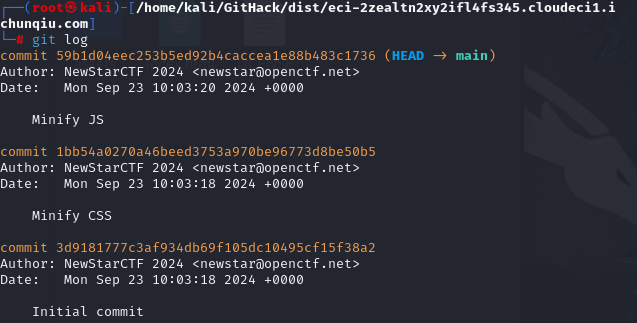 ┌──(root㉿kali)-[/home/kali/GitHack/dist/eci-2zealtn2xy2ifl4fs345.cloudeci1.i
chunqiu.com]
└─# git log
commit 59b1d04eec253b5ed92b4caccea1e88b483c1736 (HEAD -> main)
Author: NewStarCTF 2024 <newstar@openctf.net>
Date:   Mon Sep 23 10:03:20 2024 +0000
    Minify JS
commit 1bb54a0270a46beed3753a970be96773d8be50b5
Author: NewStarCTF 2024 <newstar@openctf.net>
Date:   Mon Sep 23 10:03:18 2024 +0000
    Minify CSS
commit 3d9181777c3af934db69f105dc10495cf15f38a2
Author: NewStarCTF 2024 <newstar@openctf.net>
Date:   Mon Sep 23 10:03:18 2024 +0000
    Initial commit